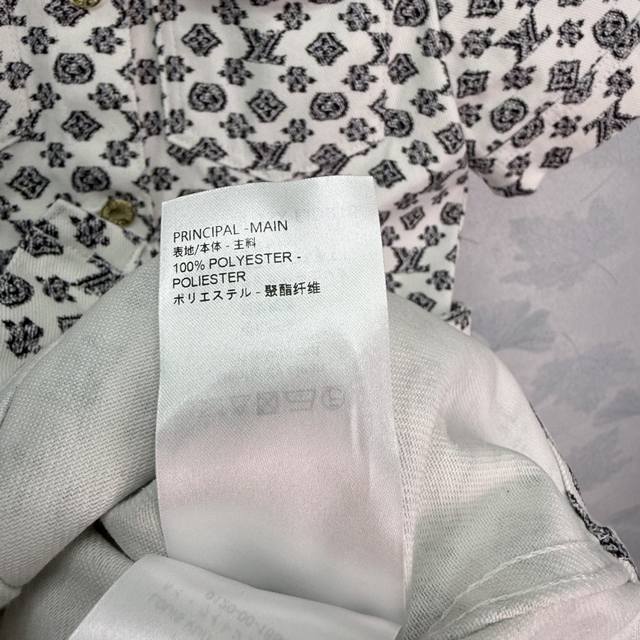 PRINCIPAL -MAIN
表地/本体 - 主料
100% POLYESTER -
POLIESTER
ポリエステル - 聚酯纤维